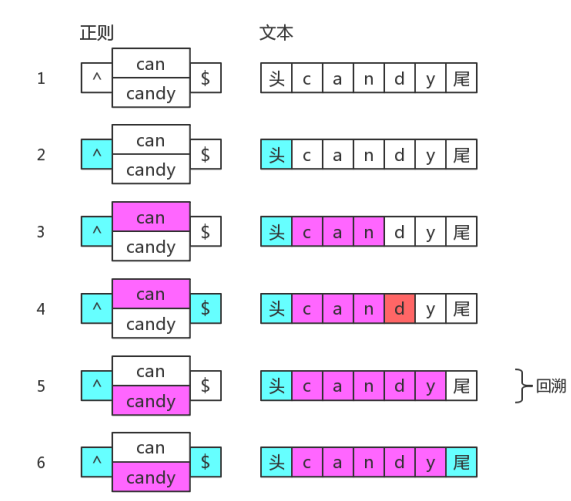 正则 文本
can
1 ^ $ 头 c a n d y 尾
candy
can
2 ^ $ 头 c a n d y 尾
candy
can
3 ^ $ 头 c a n d y 尾
candy
can
4 ^ $ 头 c a n d y 尾
candy
can
5 ^ $ 头 c a n d y 尾 回溯
candy
can
6 ^ $ 头 c a n d y 尾
candy